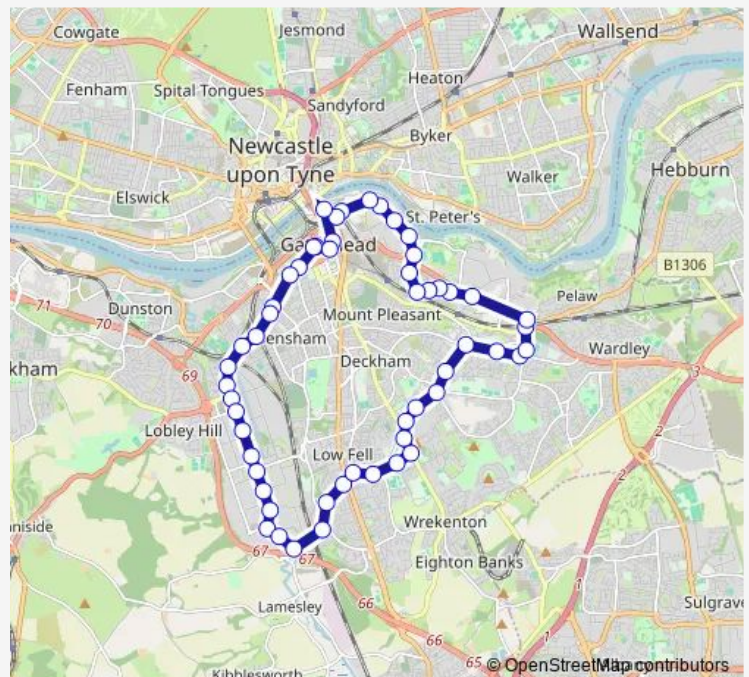 Jesmond
Wallsend
Cowgate
Heaton
Fenham
Spital Tongues
Sandyford
Newcastle
upon Tyne
Byker
Walker
Hebburn
Elswick
St. Peter's
B1306
Pelaw
71
Dunston
70
Mount Pleasant
Wardley
Deckham
3
69
Lobley Hill
2
Low Fell
2
Wrekenton
67
67
Eighton Banks
1
Lamesley
66
Sulgrave
1
66
65
© OpenStreetMap contributors
Kibblesworth